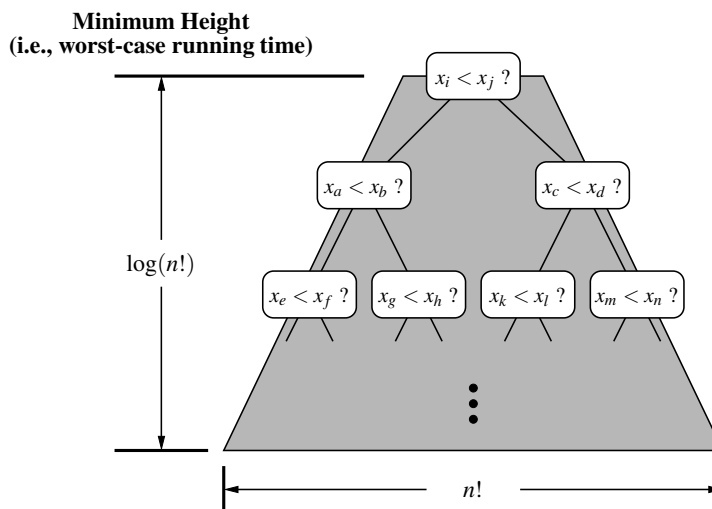 Minimum Height
(i.e., worst-case running time)
x_i < x_j ?
x_a < x_b ?
x_c < x_d ?
log(n!)
x_e < x_f ?
x_g < x_h ?
x_k < x_l ?
x_m < x_n ?
n!